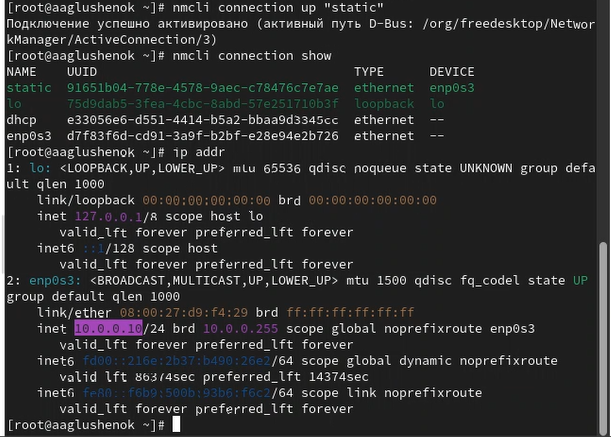 [root@aaglushenok ~]# nmcli connection up "static"
Подключение успешно активировано (активный путь D-Bus: /org/freedesktop/Networ
kManager/ActiveConnection/3)
[root@aaglushenok ~]# nmcli connection show
NAME    UUID                                  TYPE      DEVICE
static  91651b04-778e-4578-9aec-c78476c7e7ae  ethernet  enp0s3
lo      75d9dab5-3fea-4cbc-8abd-57e251710b3f  loopback  lo
dhcp    e33056e6-d551-4414-b5a2-bbaa9d3345cc  ethernet  --
enp0s3  d7f83f6d-cd91-3a9f-b2bf-e28e94e2b726  ethernet  --
[root@aaglushenok ~]# ip addr
1: lo: <LOOPBACK,UP,LOWER_UP> mtu 65536 qdisc noqueue state UNKNOWN group defa
ult qlen 1000
    link/loopback 00:00:00:00:00:00 brd 00:00:00:00:00:00
    inet 127.0.0.1/8 scope host lo
       valid_lft forever preferred_lft forever
    inet6 ::1/128 scope host
       valid_lft forever preferred_lft forever
2: enp0s3: <BROADCAST,MULTICAST,UP,LOWER_UP> mtu 1500 qdisc fq_codel state UP
group default qlen 1000
    link/ether 08:00:27:d9:f4:29 brd ff:ff:ff:ff:ff:ff
    inet 10.0.0.10/24 brd 10.0.0.255 scope global noprefixroute enp0s3
       valid_lft forever preferred_lft forever
    inet6 fd00::216e:2b37:b490:26e2/64 scope global dynamic noprefixroute
       valid_lft 86374sec preferred_lft 14374sec
    inet6 fe80::f6b9:500b:93b6:f6c2/64 scope link noprefixroute
       valid_lft forever preferred_lft forever
[root@aaglushenok ~]#